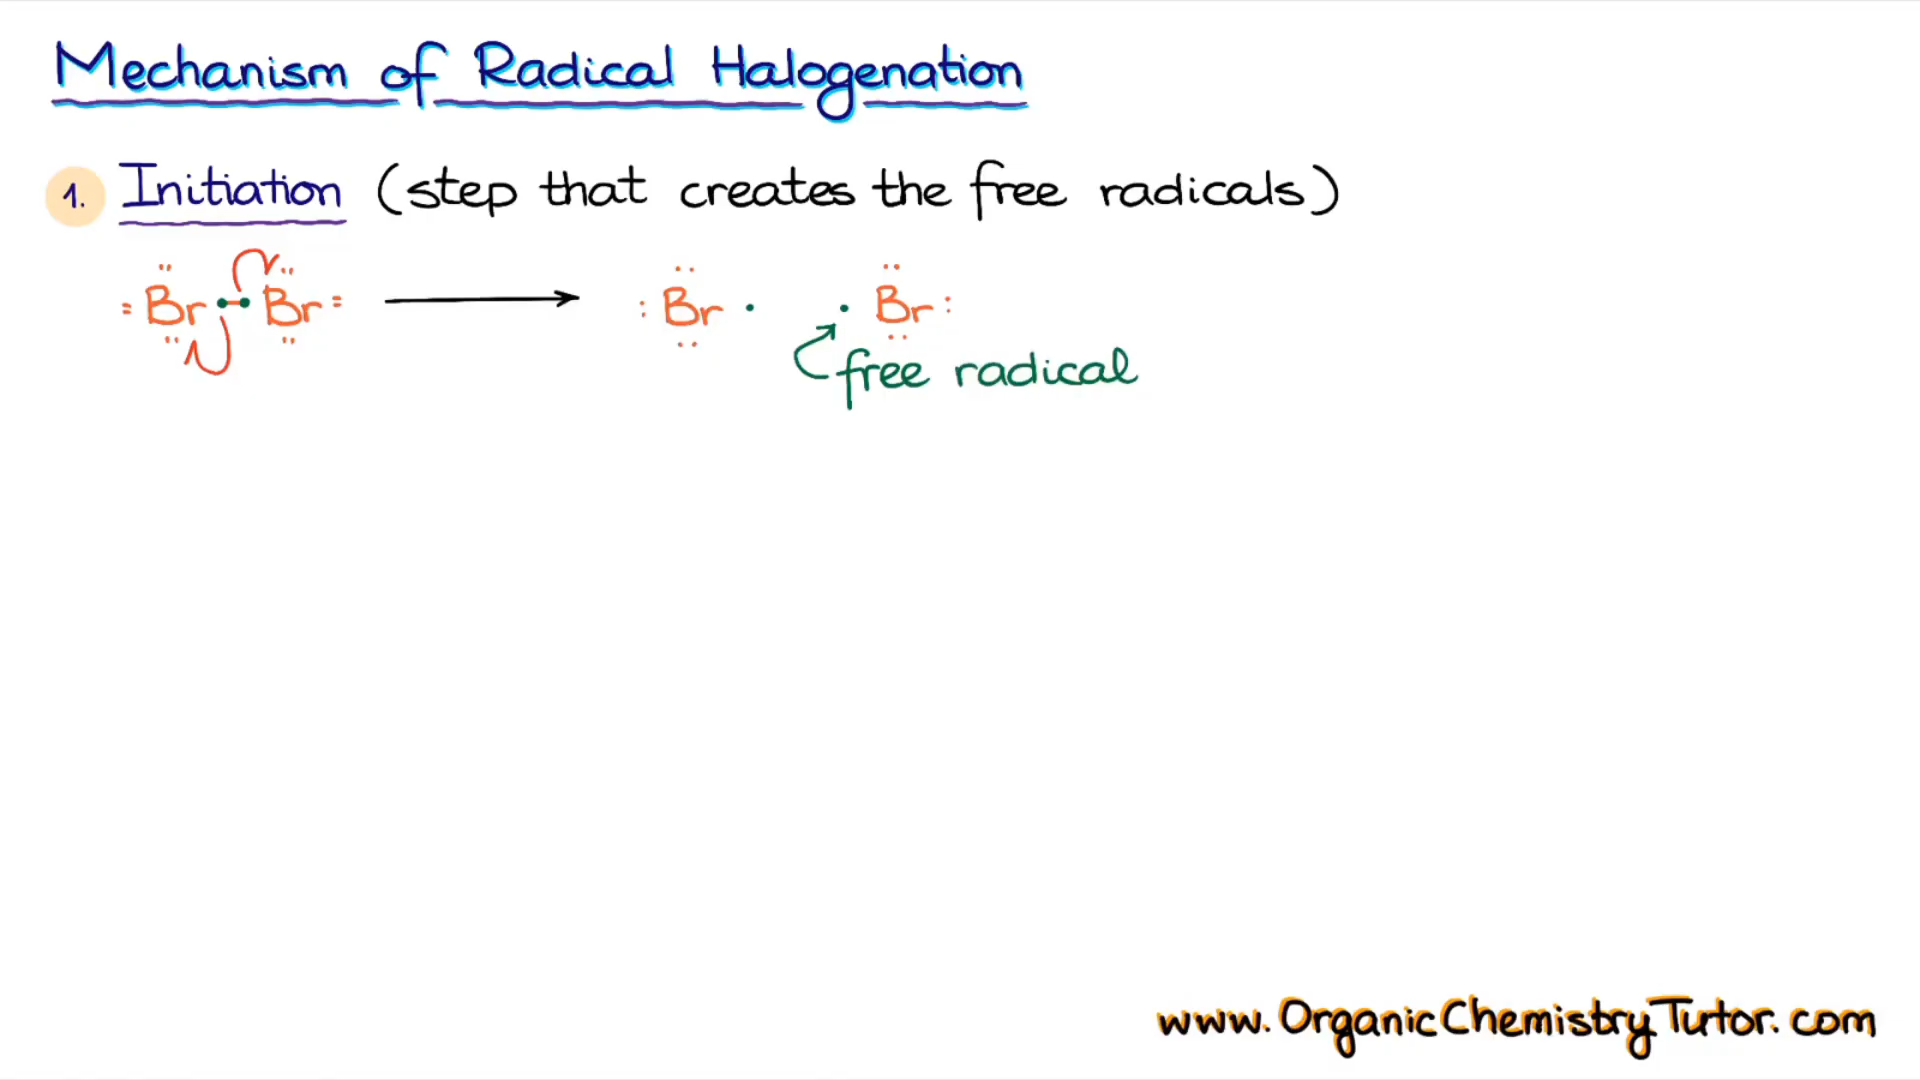 Mechanism of Radical Halogenation
1. Initiation (step that creates the free radicals)
:Br–Br: → :Br· ·Br:
free radical
www.OrganicChemistryTutor.com